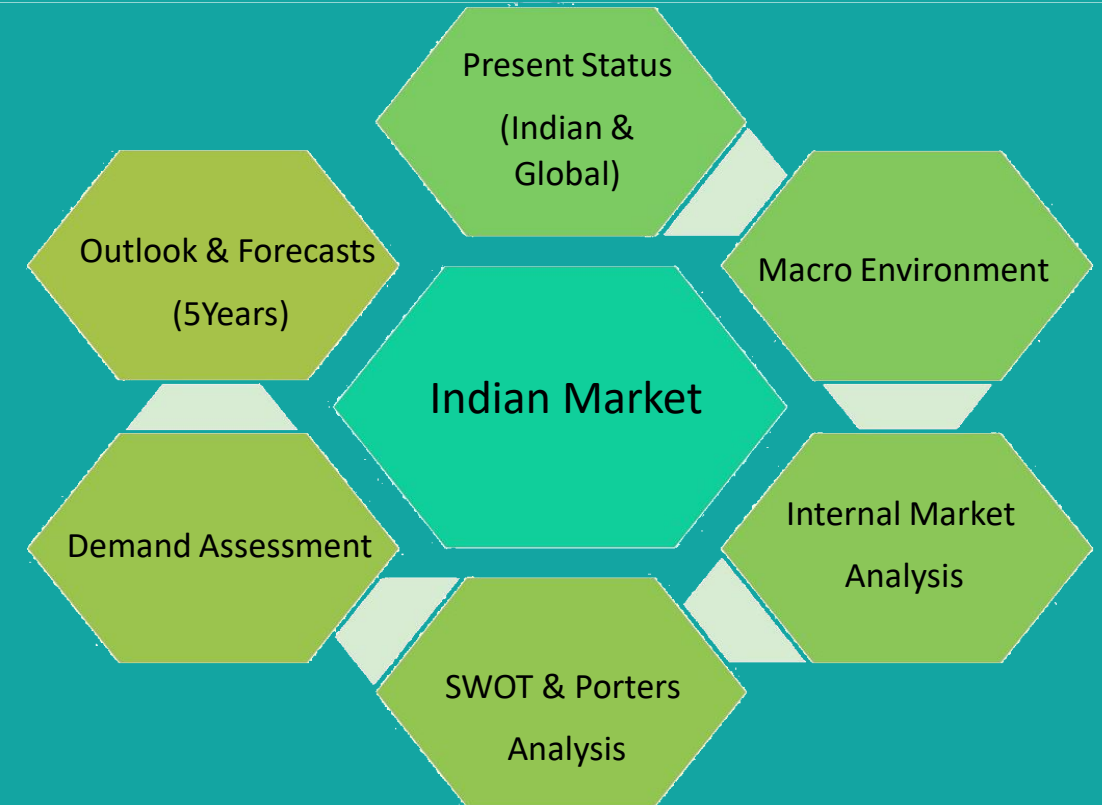 Present Status
(Indian &
Global)
Macro Environment
Internal Market
Analysis
SWOT & Porters
Analysis
Demand Assessment
Outlook & Forecasts
(5Years)
Indian Market